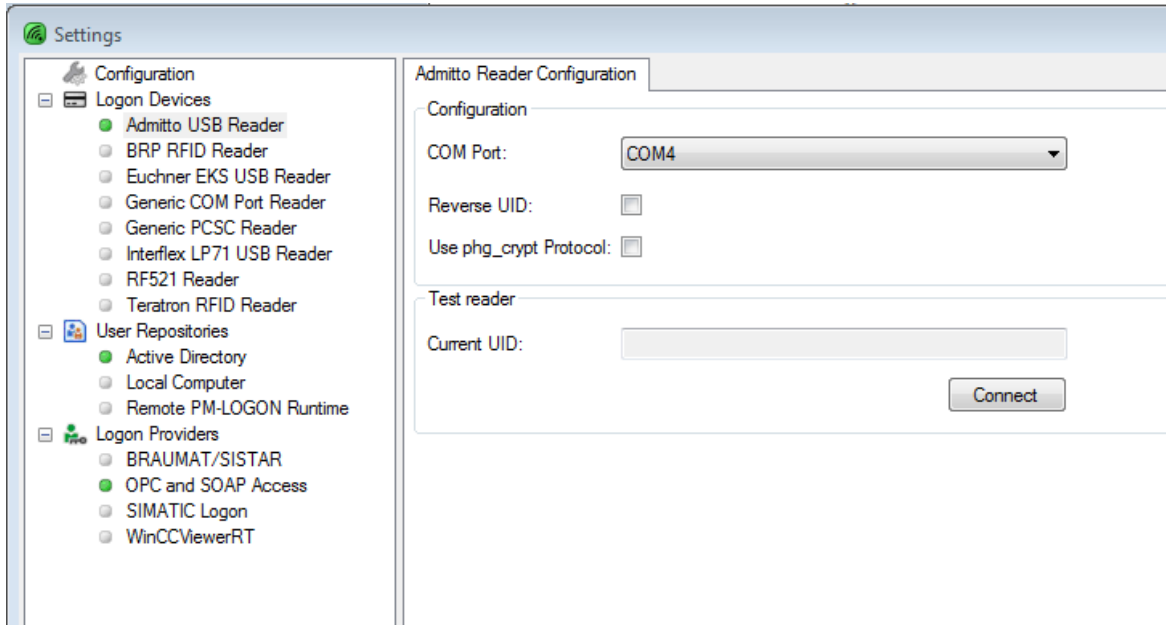 Settings
Configuration
Logon Devices
Admitto USB Reader
BRP RFID Reader
Euchner EKS USB Reader
Generic COM Port Reader
Generic PCSC Reader
Interflex LP71 USB Reader
RF521 Reader
Teratron RFID Reader
User Repositories
Active Directory
Local Computer
Remote PM-LOGON Runtime
Logon Providers
BRAUMAT/SISTAR
OPC and SOAP Access
SIMATIC Logon
WinCCViewerRT
Admitto Reader Configuration
Configuration
COM Port: COM4
Reverse UID:
Use phg_crypt Protocol:
Test reader
Current UID:
Connect